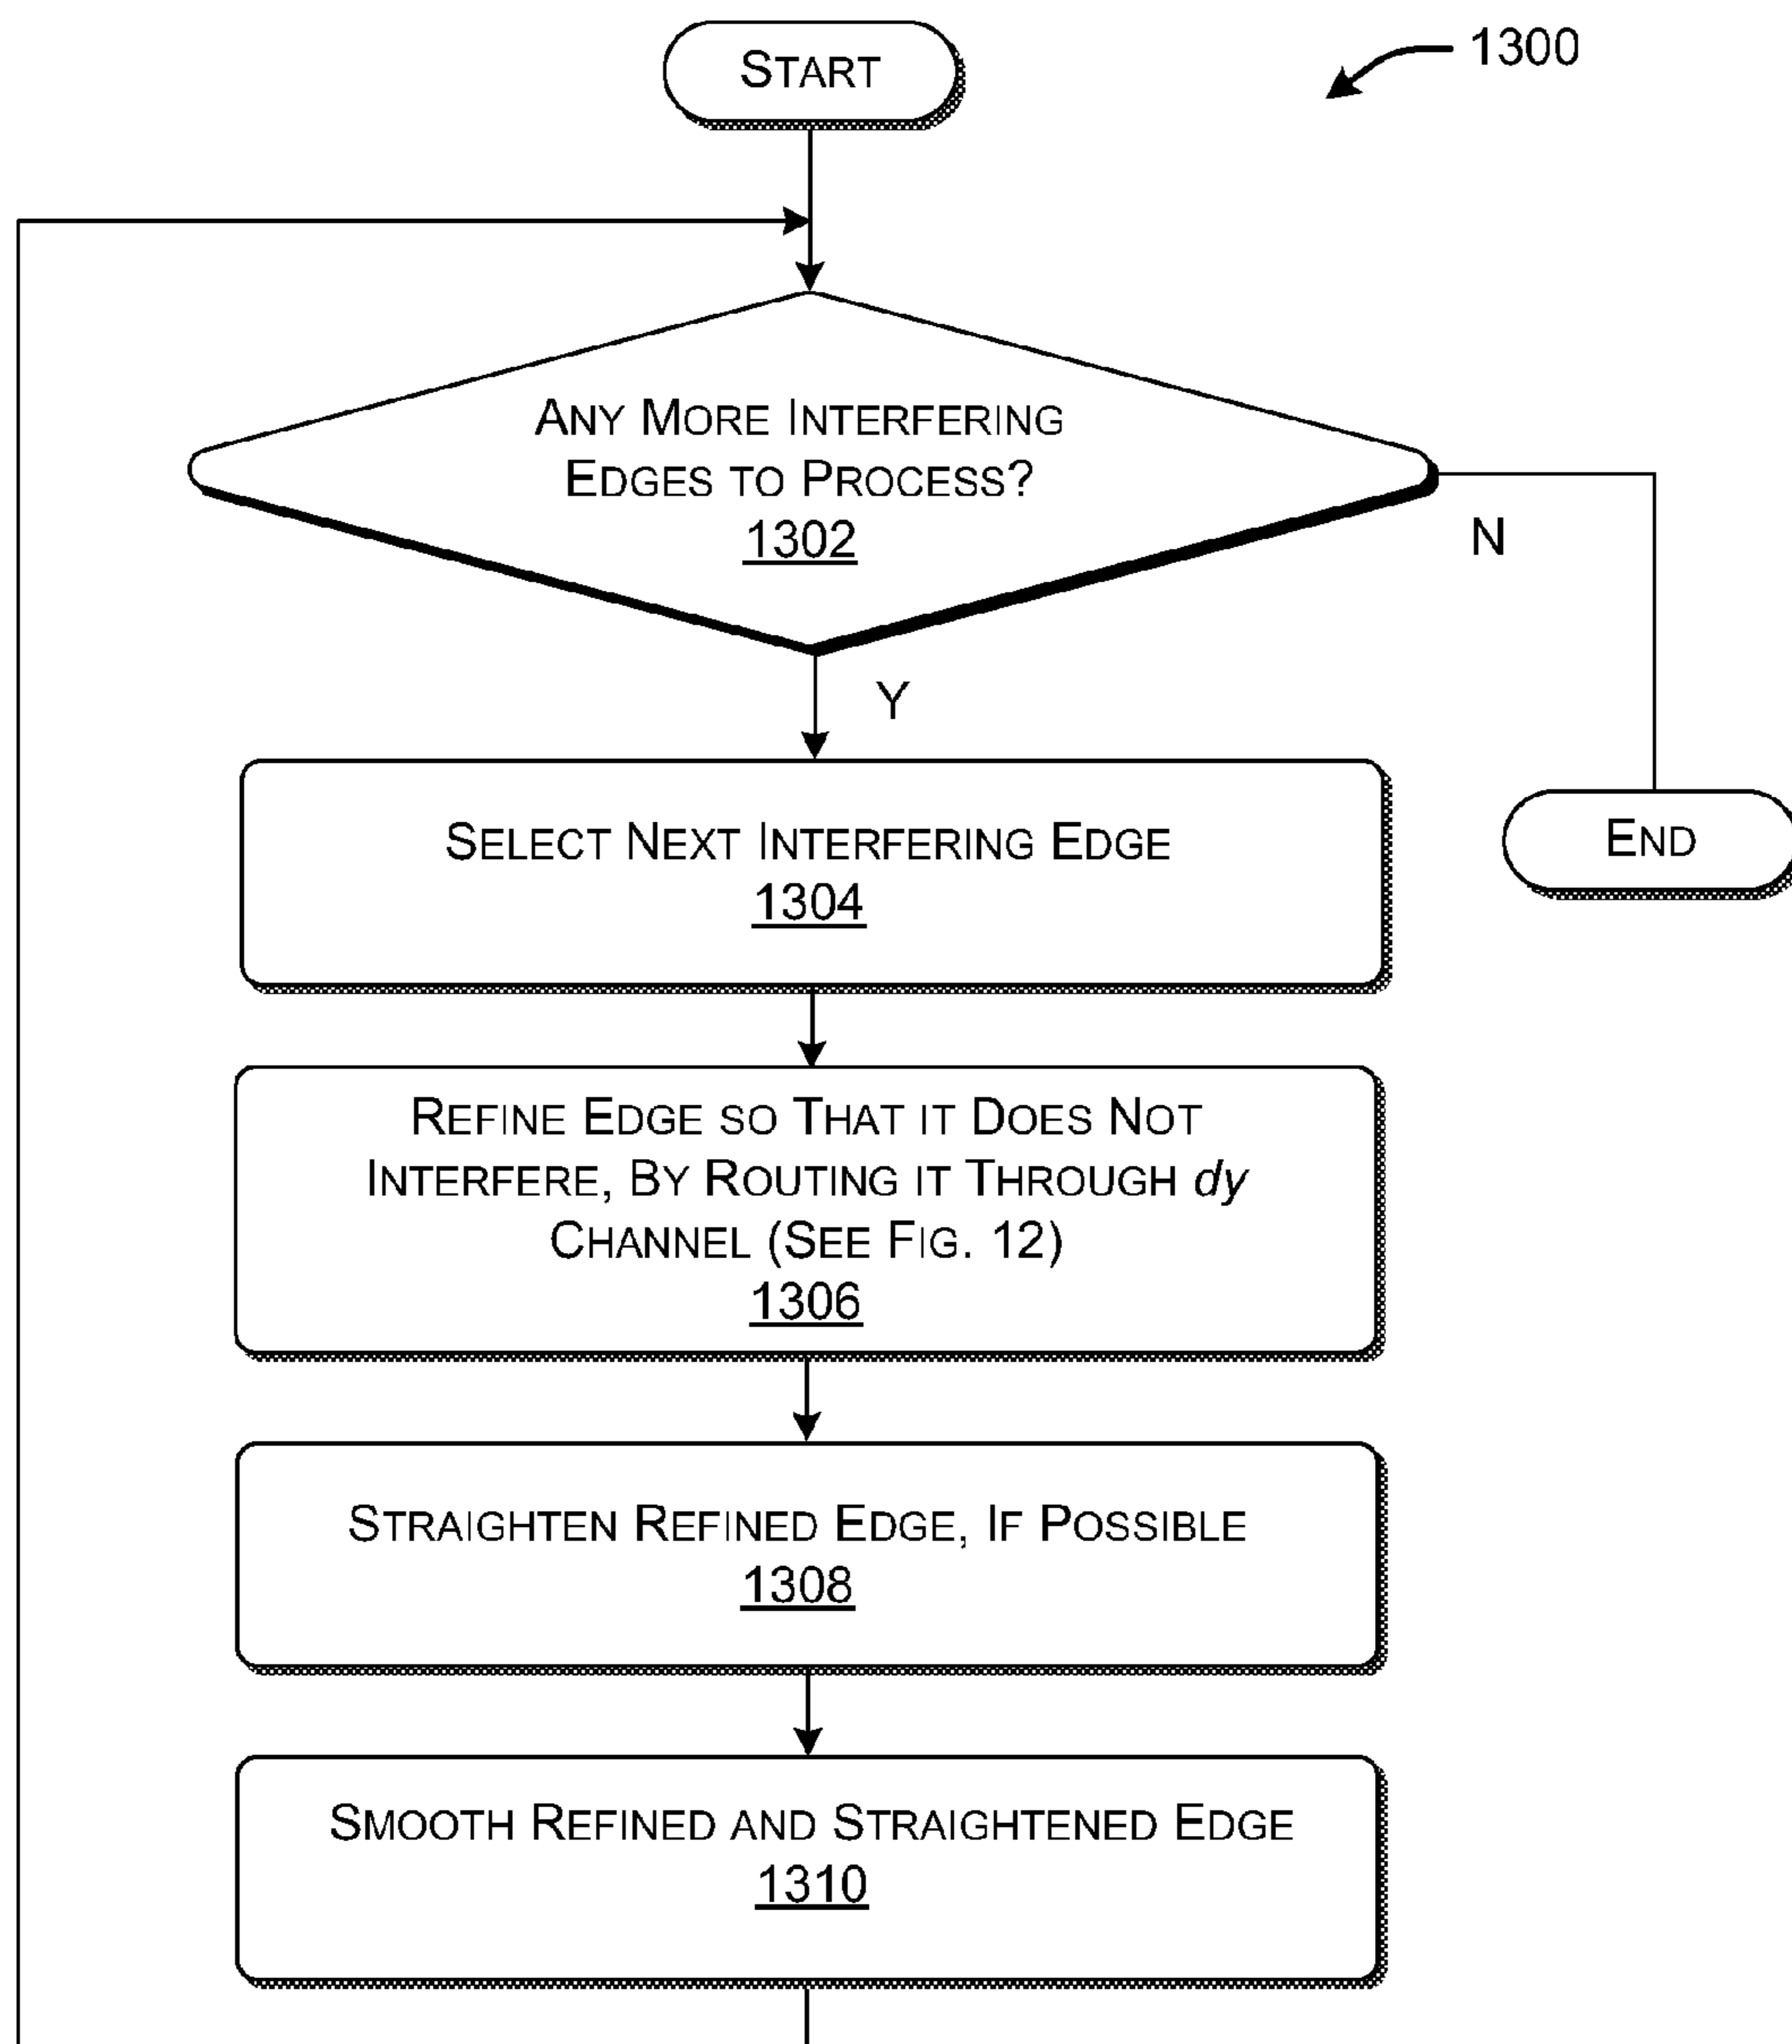 START
1300
ANY MORE INTERFERING
EDGES TO PROCESS?
1302
N
Y
SELECT NEXT INTERFERING EDGE
1304
END
REFINE EDGE SO THAT IT DOES NOT
INTERFERE, BY ROUTING IT THROUGH dy
CHANNEL (SEE FIG. 12)
1306
STRAIGHTEN REFINED EDGE, IF POSSIBLE
1308
SMOOTH REFINED AND STRAIGHTENED EDGE
1310